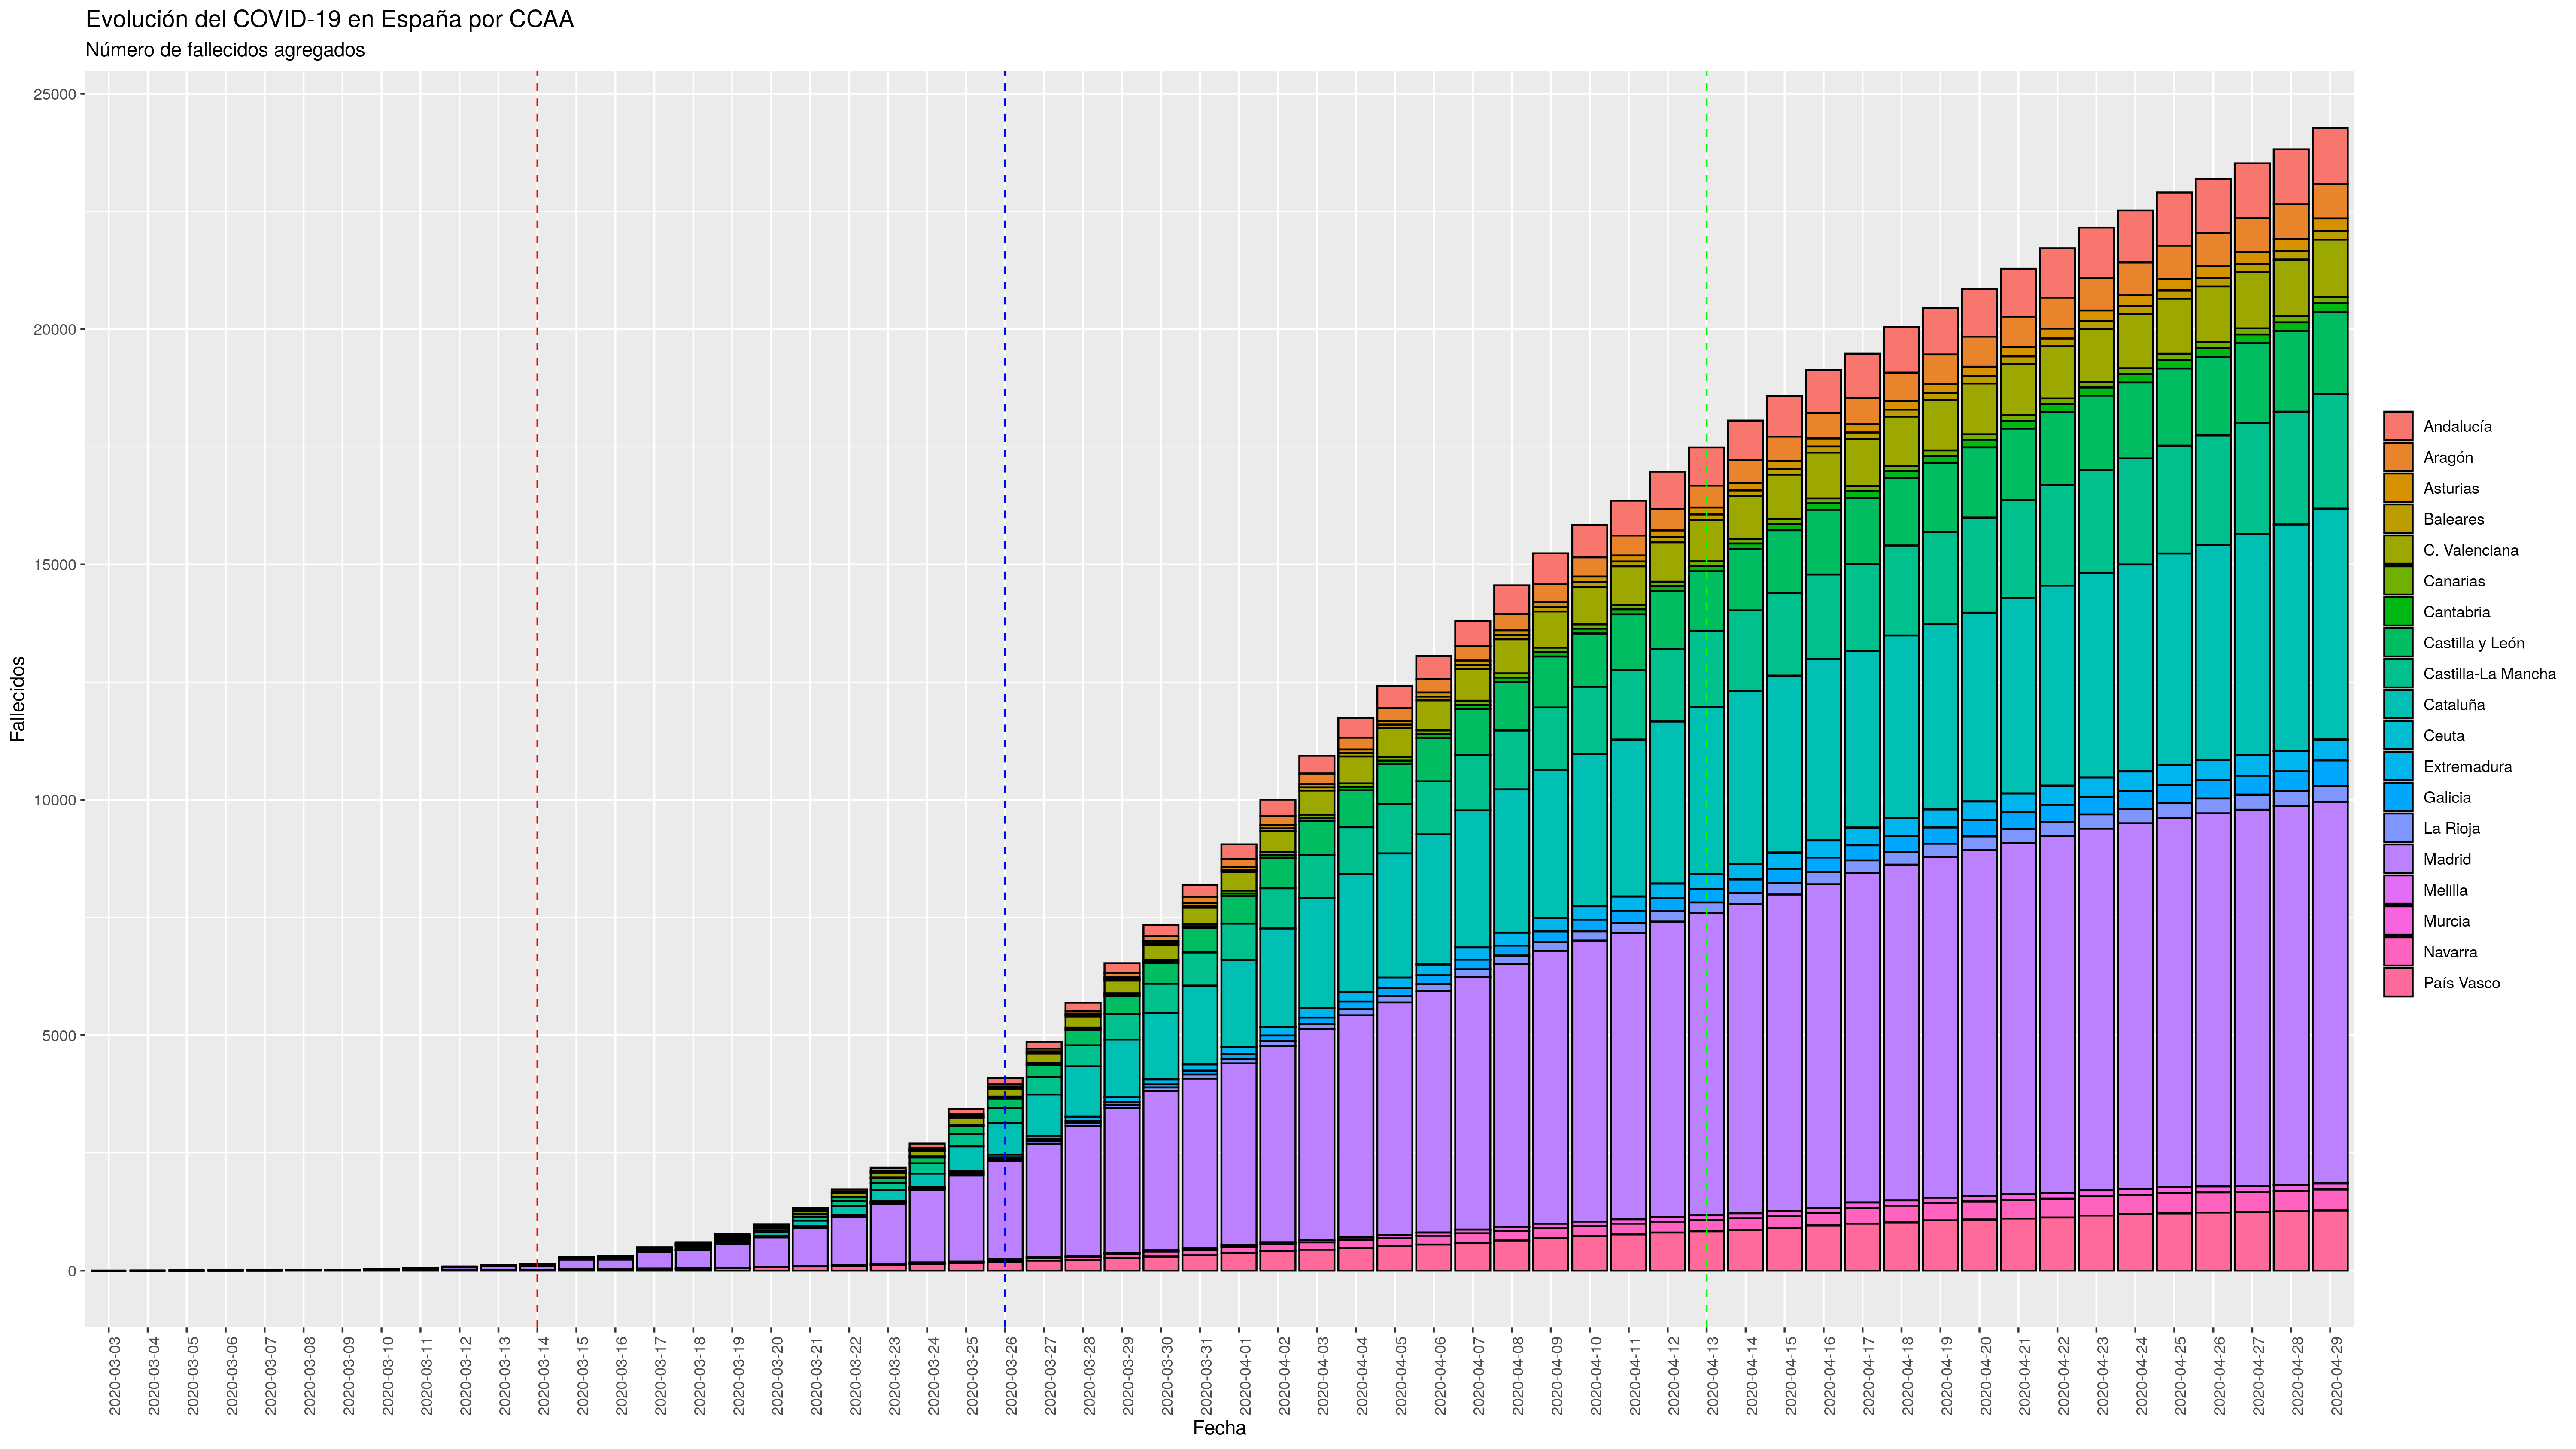 Evolución del COVID-19 en España por CCAA
Número de fallecidos agregados
Fallecidos
25000
20000
15000
10000
5000
0
2020-03-03
2020-03-04
2020-03-05
2020-03-06
2020-03-07
2020-03-08
2020-03-09
2020-03-10
2020-03-11
2020-03-12
2020-03-13
2020-03-14
2020-03-15
2020-03-16
2020-03-17
2020-03-18
2020-03-19
2020-03-20
2020-03-21
2020-03-22
2020-03-23
2020-03-24
2020-03-25
2020-03-26
2020-03-27
2020-03-28
2020-03-29
2020-03-30
2020-03-31
2020-04-01
2020-04-02
2020-04-03
2020-04-04
2020-04-05
2020-04-06
2020-04-07
2020-04-08
2020-04-09
2020-04-10
2020-04-11
2020-04-12
2020-04-13
2020-04-14
2020-04-15
2020-04-16
2020-04-17
2020-04-18
2020-04-19
2020-04-20
2020-04-21
2020-04-22
2020-04-23
2020-04-24
2020-04-25
2020-04-26
2020-04-27
2020-04-28
2020-04-29
Fecha
Andalucía
Aragón
Asturias
Baleares
C. Valenciana
Canarias
Cantabria
Castilla y León
Castilla-La Mancha
Cataluña
Ceuta
Extremadura
Galicia
La Rioja
Madrid
Melilla
Murcia
Navarra
País Vasco